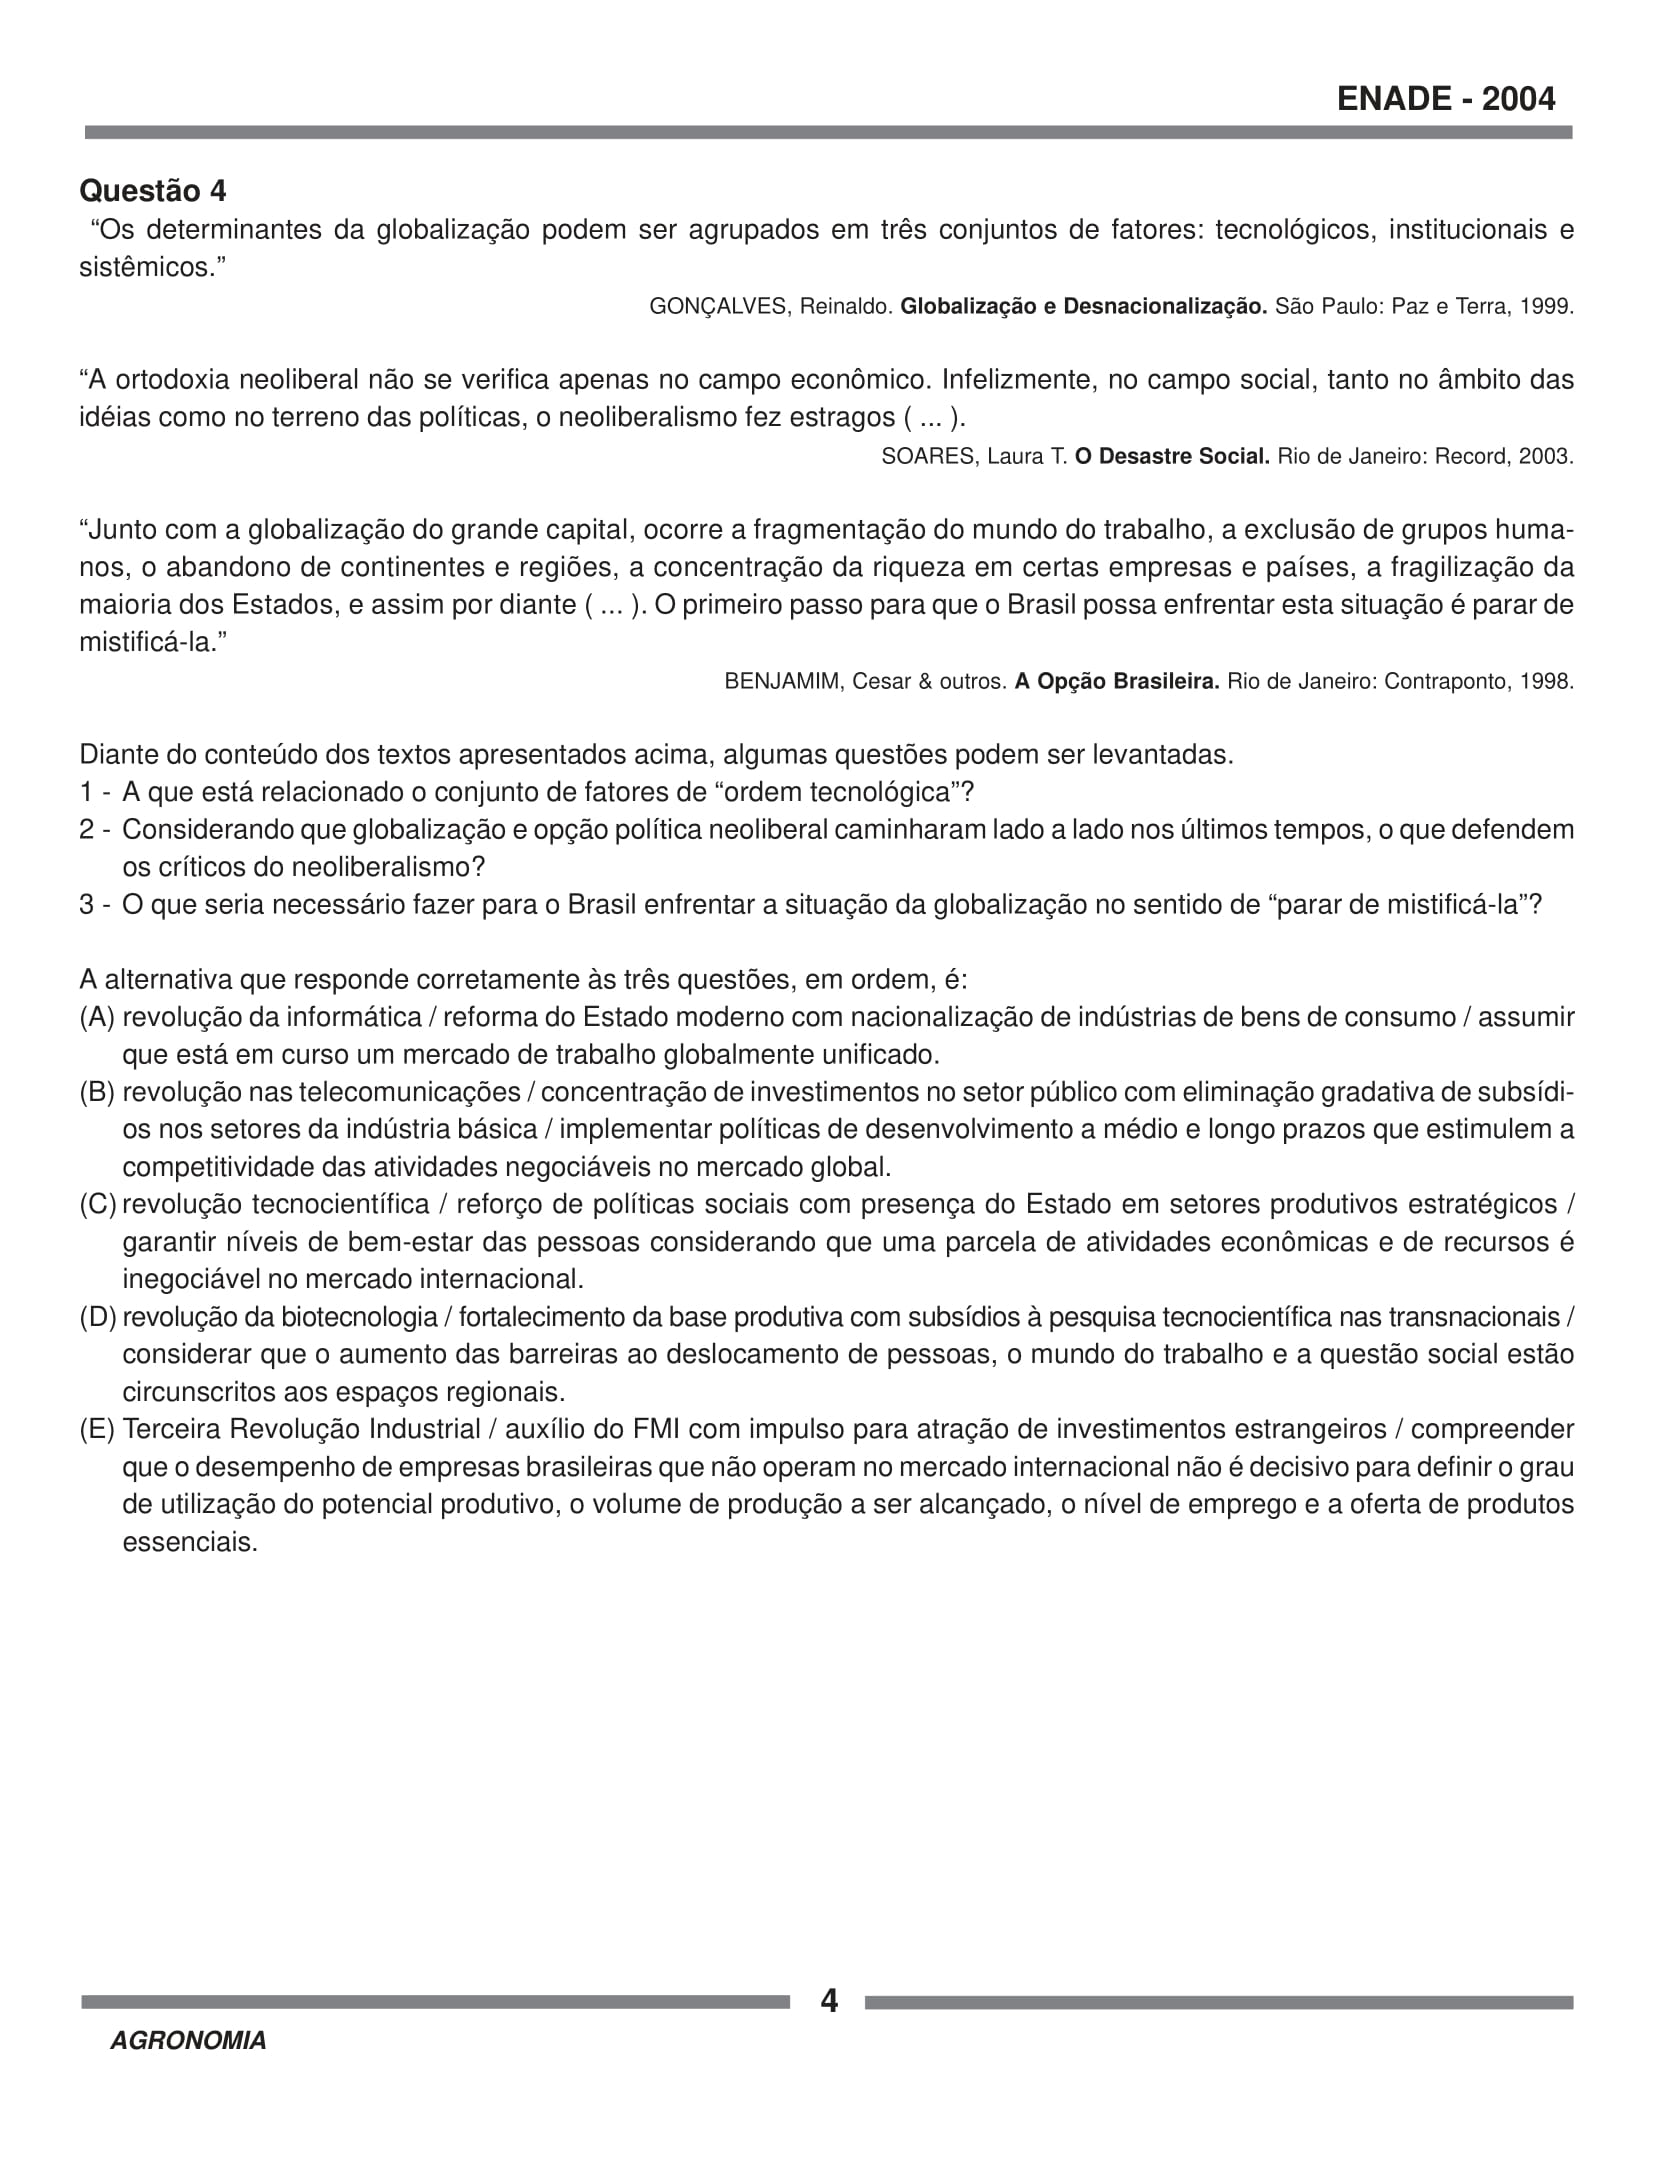 ENADE - 2004
Questão 4
“Os determinantes da globalização podem ser agrupados em três conjuntos de fatores: tecnológicos, institucionais e
sistêmicos.”
GONÇALVES, Reinaldo. Globalização e Desnacionalização. São Paulo: Paz e Terra, 1999.
“A ortodoxia neoliberal não se verifica apenas no campo econômico. Infelizmente, no campo social, tanto no âmbito das
idéias como no terreno das políticas, o neoliberalismo fez estragos ( ... ).
SOARES, Laura T. O Desastre Social. Rio de Janeiro: Record, 2003.
“Junto com a globalização do grande capital, ocorre a fragmentação do mundo do trabalho, a exclusão de grupos huma-
nos, o abandono de continentes e regiões, a concentração da riqueza em certas empresas e países, a fragilização da
maioria dos Estados, e assim por diante ( ... ). O primeiro passo para que o Brasil possa enfrentar esta situação é parar de
mistificá-la.”
BENJAMIM, Cesar & outros. A Opção Brasileira. Rio de Janeiro: Contraponto, 1998.
Diante do conteúdo dos textos apresentados acima, algumas questões podem ser levantadas.
1 - A que está relacionado o conjunto de fatores de “ordem tecnológica”?
2 - Considerando que globalização e opção política neoliberal caminharam lado a lado nos últimos tempos, o que defendem
os críticos do neoliberalismo?
3 - O que seria necessário fazer para o Brasil enfrentar a situação da globalização no sentido de “parar de mistificá-la”?
A alternativa que responde corretamente às três questões, em ordem, é:
(A) revolução da informática / reforma do Estado moderno com nacionalização de indústrias de bens de consumo / assumir
que está em curso um mercado de trabalho globalmente unificado.
(B) revolução nas telecomunicações / concentração de investimentos no setor público com eliminação gradativa de subsídi-
os nos setores da indústria básica / implementar políticas de desenvolvimento a médio e longo prazos que estimulem a
competitividade das atividades negociáveis no mercado global.
(C) revolução tecnocientífica / reforço de políticas sociais com presença do Estado em setores produtivos estratégicos /
garantir níveis de bem-estar das pessoas considerando que uma parcela de atividades econômicas e de recursos é
inegociável no mercado internacional.
(D) revolução da biotecnologia / fortalecimento da base produtiva com subsídios à pesquisa tecnocientífica nas transnacionais /
considerar que o aumento das barreiras ao deslocamento de pessoas, o mundo do trabalho e a questão social estão
circunscritos aos espaços regionais.
(E) Terceira Revolução Industrial / auxílio do FMI com impulso para atração de investimentos estrangeiros / compreender
que o desempenho de empresas brasileiras que não operam no mercado internacional não é decisivo para definir o grau
de utilização do potencial produtivo, o volume de produção a ser alcançado, o nível de emprego e a oferta de produtos
essenciais.
4
AGRONOMIA